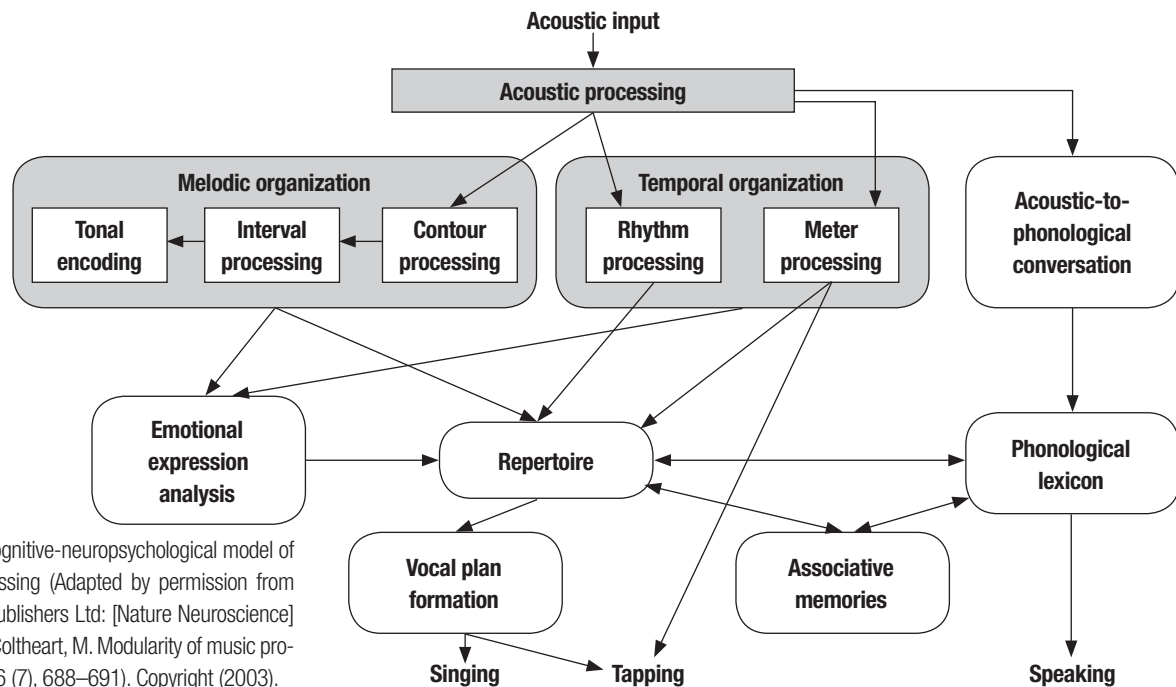 Acoustic input
Acoustic processing
Melodic organization
Tonal
encoding
Interval
processing
Contour
processing
Temporal organization
Rhythm
processing
Meter
processing
Acoustic-to-
phonological
conversation
Emotional
expression
analysis
Repertoire
Phonological
lexicon
Vocal plan
formation
Associative
memories
Singing
Tapping
Speaking
ognitive-neuropsychological model of
ssing (Adapted by permission from
ublishers Ltd: [Nature Neuroscience]
Coltheart, M. Modularity of music pro-
6 (7), 688–691). Copyright (2003).